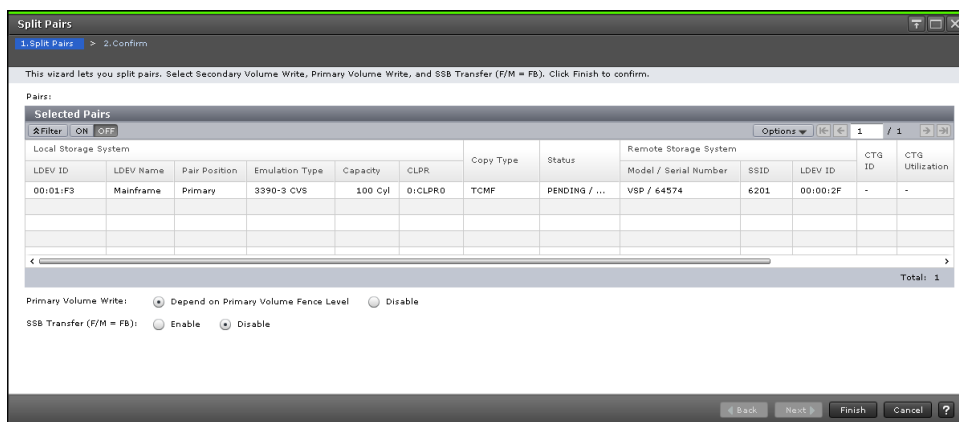 Split Pairs
1.Split Pairs > 2.Confirm
This wizard lets you split pairs. Select Secondary Volume Write, Primary Volume Write, and SSB Transfer (F/M = FB). Click Finish to confirm.
Pairs:
Selected Pairs
Filter ON OFF Options 1 / 1
Local Storage System Copy Type Status Remote Storage System CTG ID CTG Utilization
LDEV ID LDEV Name Pair Position Emulation Type Capacity CLPR Model / Serial Number SSID LDEV ID
00:01:F3 Mainframe Primary 3390-3 CVS 100 Cyl 0:CLPR0 TCMF PENDING / ... VSP / 64574 6201 00:00:2F - -
Total: 1
Primary Volume Write: Depend on Primary Volume Fence Level Disable
SSB Transfer (F/M = FB): Enable Disable
Back Next Finish Cancel ?